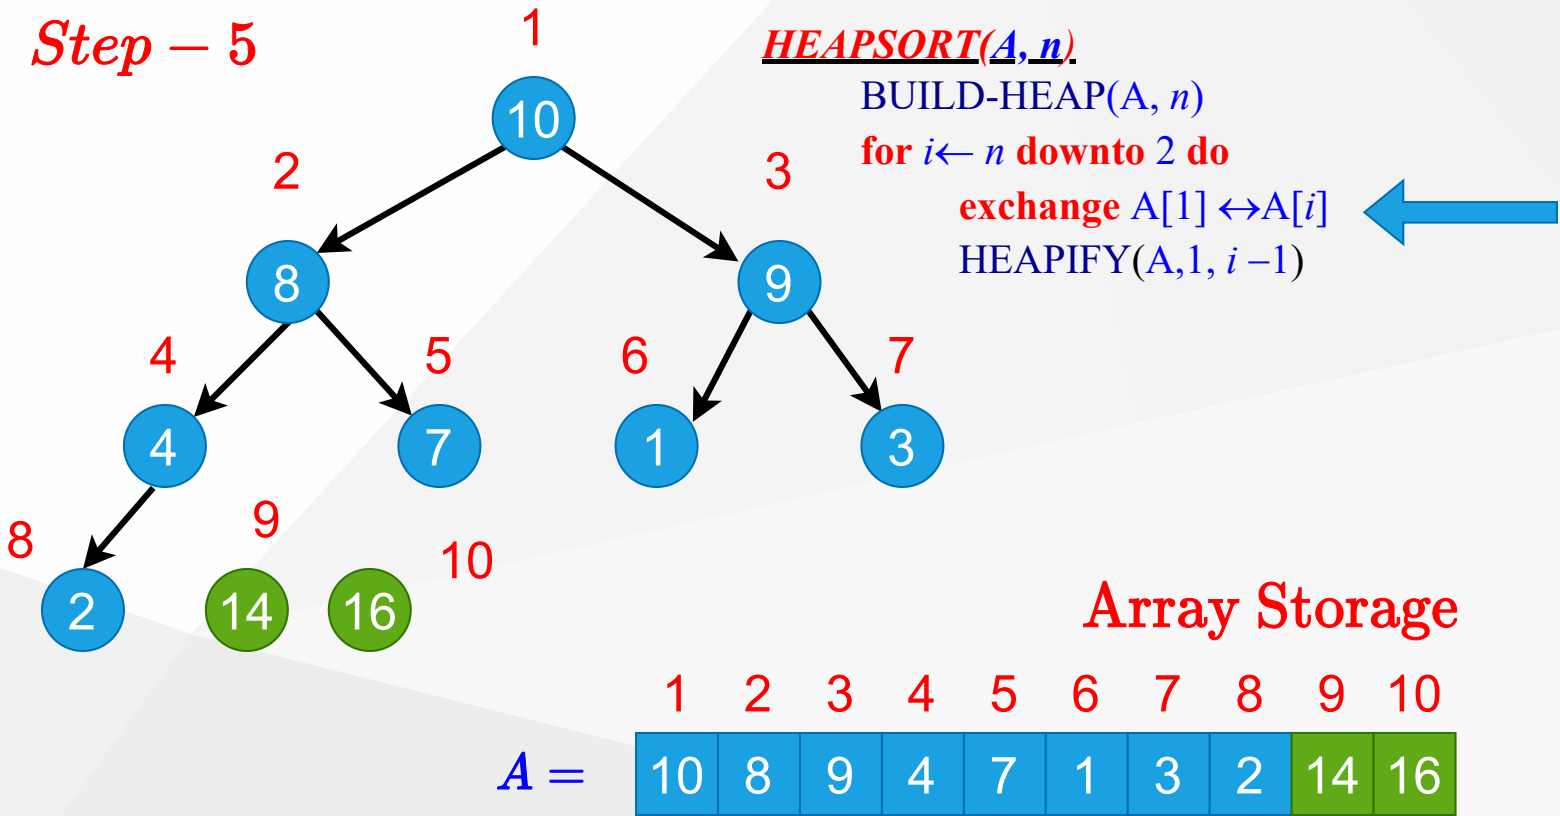 Step – 5
HEAPSORT(A, n)
BUILD-HEAP(A, n)
for i← n downto 2 do
exchange A[1] ↔A[i]
HEAPIFY(A,1, i –1)
1
10
2
3
8
9
4
5
6
7
4
7
1
3
8
9
10
2
14
16
Array Storage
1 2 3 4 5 6 7 8 9 10
A = 10 8 9 4 7 1 3 2 14 16